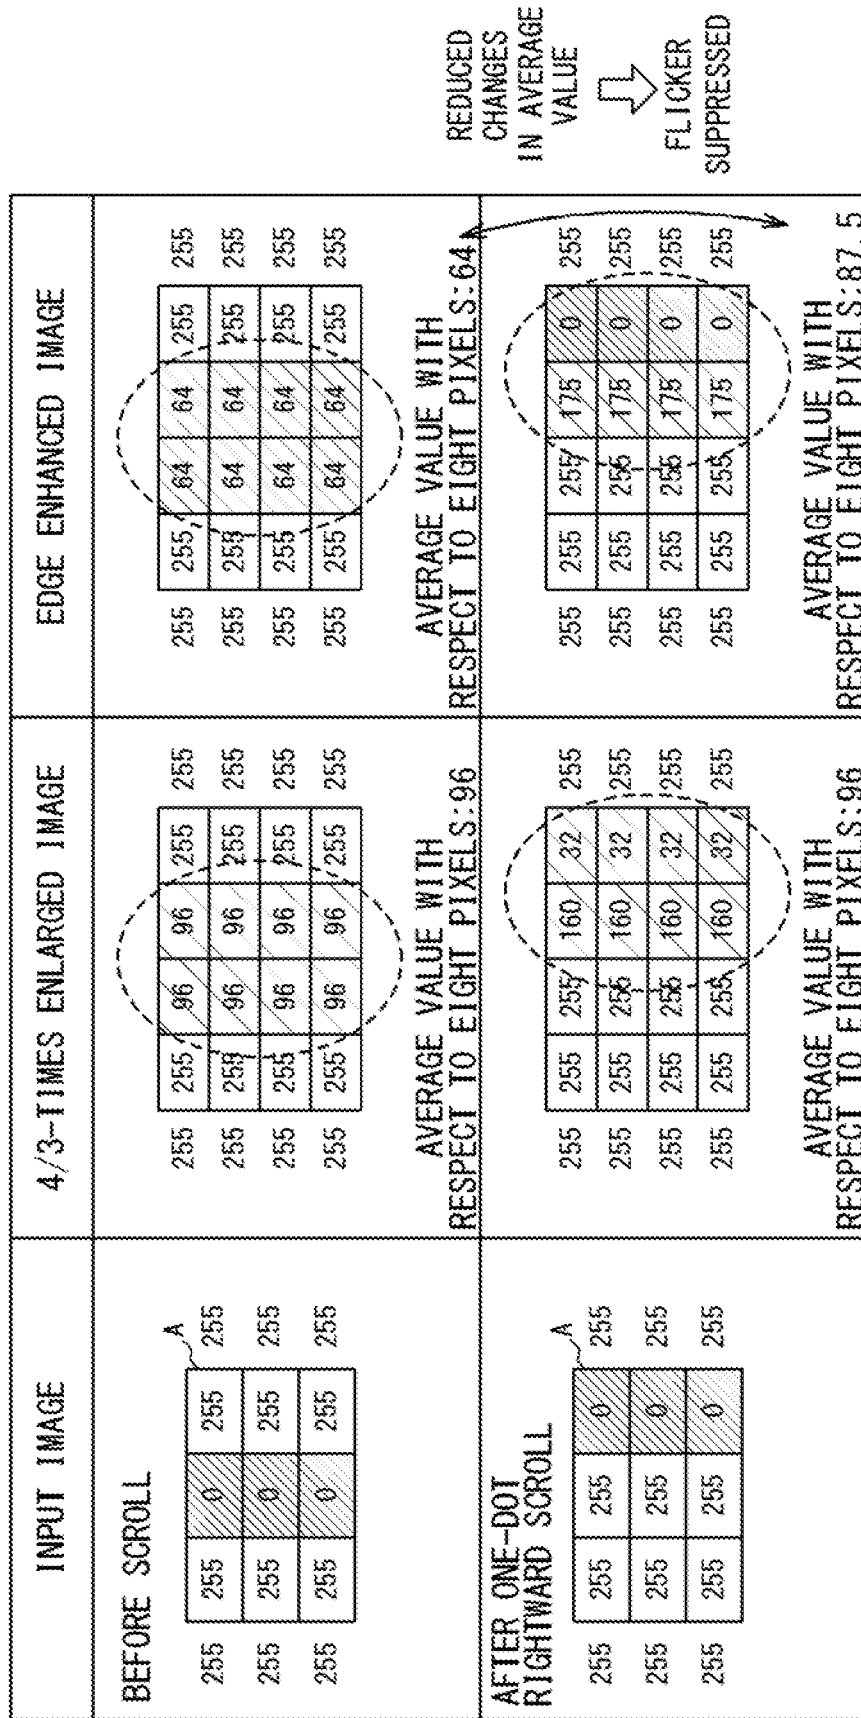 INPUT IMAGE
4/3-TIMES ENLARGED IMAGE
EDGE ENHANCED IMAGE
BEFORE SCROLL
A
255 255 0 255 255
255 255 0 255 255
255 255 0 255 255
255 255 96 96 255 255
255 255 96 96 255 255
255 255 96 96 255 255
255 255 96 96 255 255
AVERAGE VALUE WITH
RESPECT TO EIGHT PIXELS:96
255 255 64 64 255 255
255 255 64 64 255 255
255 255 64 64 255 255
255 255 64 64 255 255
AVERAGE VALUE WITH
RESPECT TO EIGHT PIXELS:64
AFTER ONE-DOT
RIGHTWARD SCROLL
A
255 255 255 0 255
255 255 255 0 255
255 255 255 0 255
255 255 255 160 32 255
255 255 255 160 32 255
255 255 255 160 32 255
255 255 255 160 32 255
AVERAGE VALUE WITH
RESPECT TO EIGHT PIXELS:96
255 255 255 175 0 255
255 255 255 175 0 255
255 255 255 175 0 255
255 255 255 175 0 255
AVERAGE VALUE WITH
RESPECT TO EIGHT PIXELS:87.5
REDUCED
CHANGES
IN AVERAGE
VALUE
FLICKER
SUPPRESSED